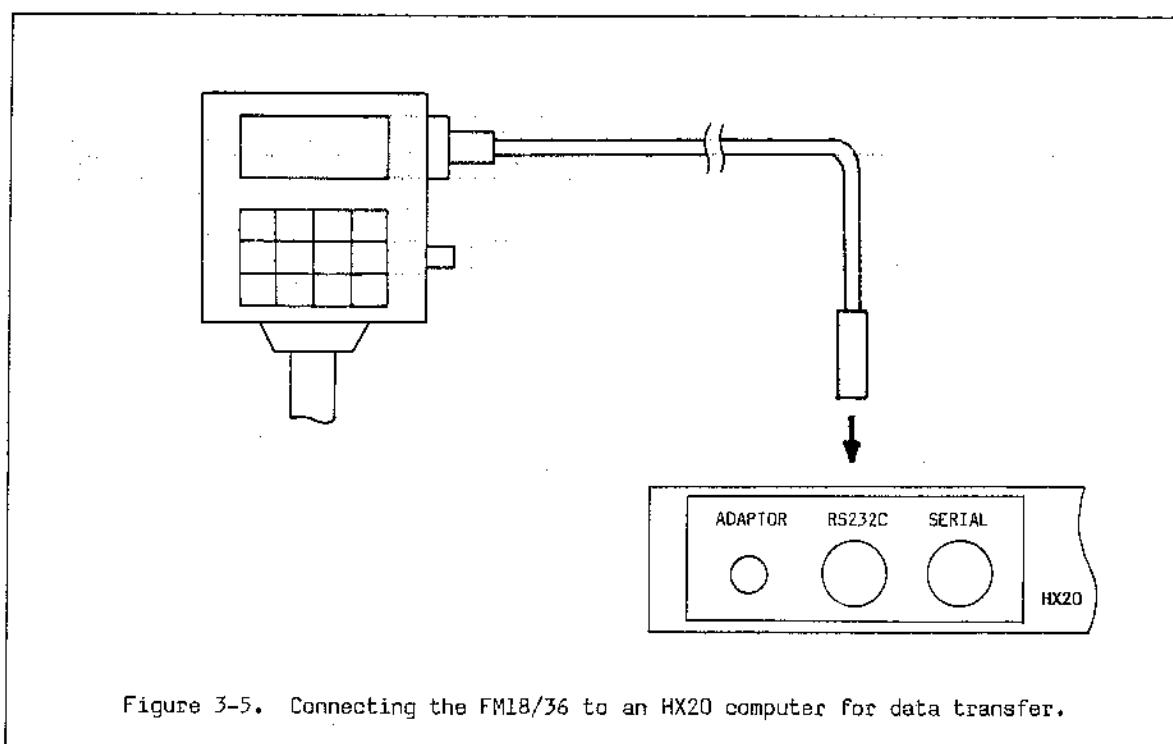 ADAPTOR RS232C SERIAL
HX20
Figure 3-5. Connecting the FM18/36 to an HX20 computer for data transfer.